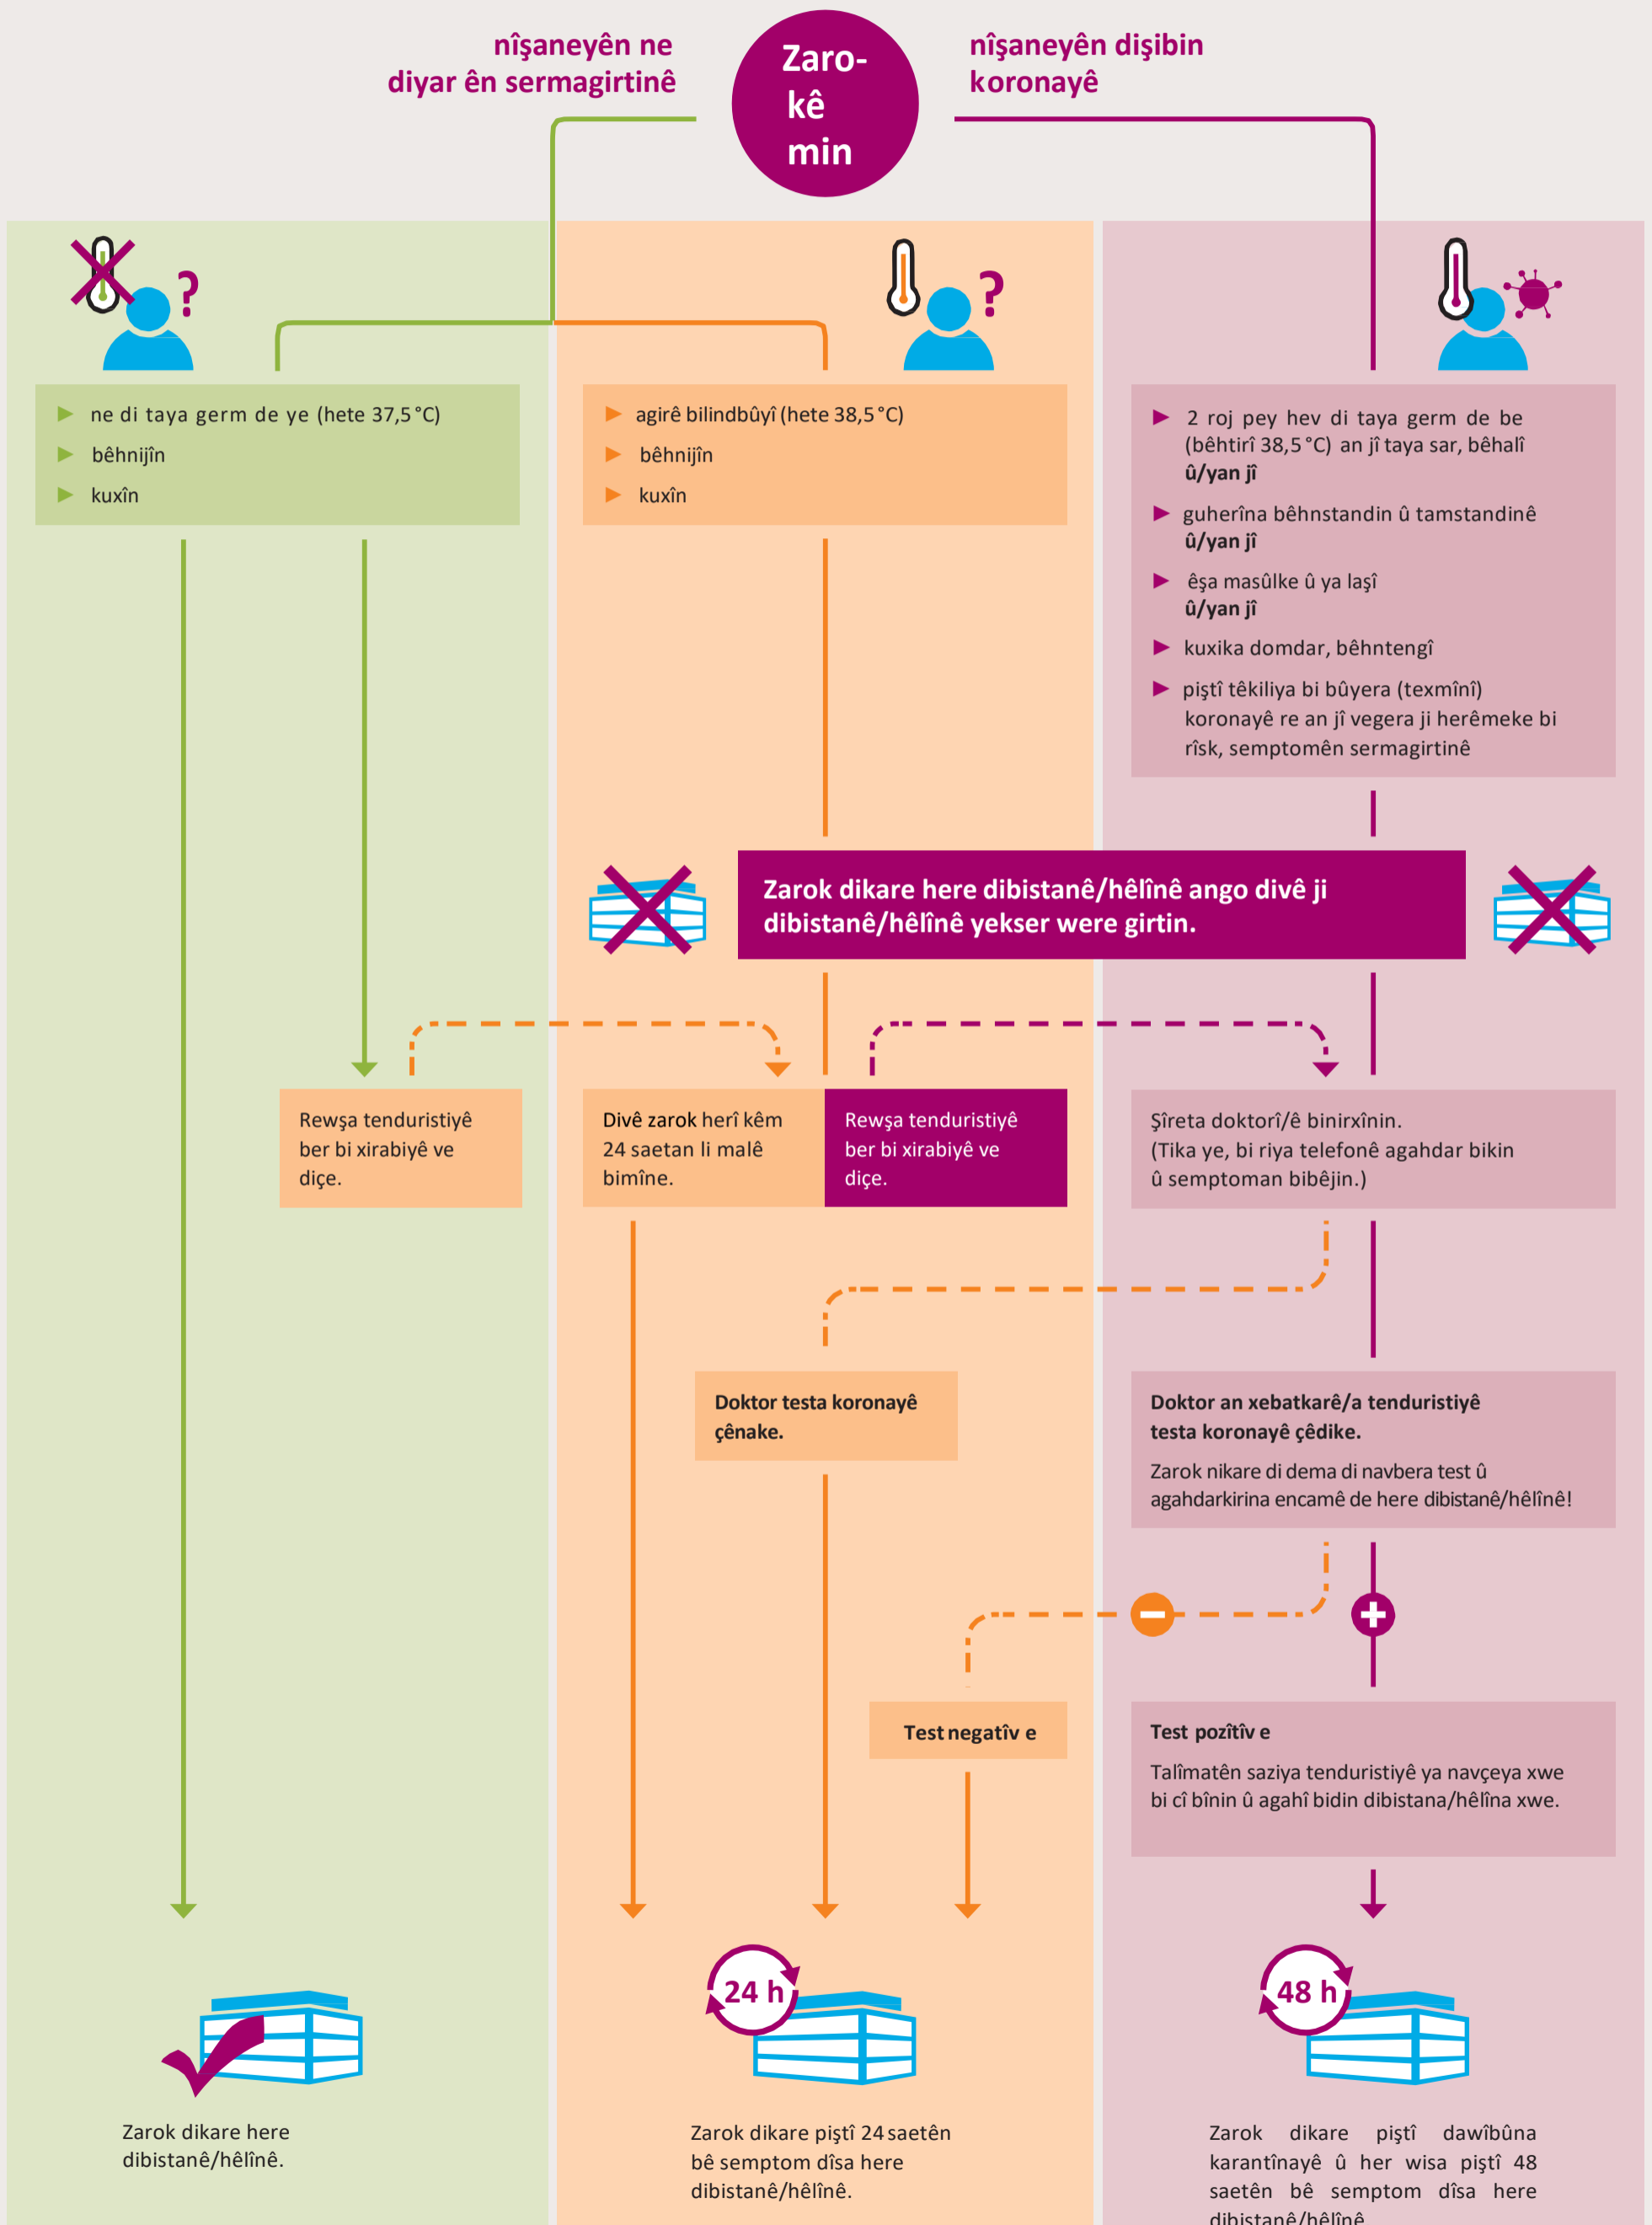 nîşaneyên ne
diyar ên sermagirtinê
Zaro-
kê
min
nîşaneyên dişibin
koronayê
?
?
ne di taya germ de ye (hete 37,5 °C)
bêhnijîn
kuxîn
agirê bilindbûyî (hete 38,5 °C)
bêhnijîn
kuxîn
2 roj pey hev di taya germ de be
(bêhtirî 38,5 °C) an jî taya sar, bêhalî
û/yan jî
guherîna bêhnstandin û tamstandinê
û/yan jî
êşa masûlke û ya laşî
û/yan jî
kuxika domdar, bêhntengî
piştî têkiliya bi bûyera (texmînî)
koronayê re an jî vegera ji herêmeke bi
rîsk, semptomên sermagirtinê
Zarok dikare here dibistanê/hêlînê ango divê ji
dibistanê/hêlînê yekser were girtin.
Rewşa tenduristiyê
ber bi xirabiyê ve
diçe.
Divê zarok herî kêm
24 saetan li malê
bimîne.
Rewşa tenduristiyê
ber bi xirabiyê ve
diçe.
Şîreta doktorî/ê binirxînin.
(Tika ye, bi riya telefonê agahdar bikin
û semptoman bibêjin.)
Doktor testa koronayê
çênake.
Doktor an xebatkarê/a tenduristiyê
testa koronayê çêdike.
Zarok nikare di dema di navbera test û
agahdarkirina encamê de here dibistanê/hêlînê!
Test negatîv e
Test pozîtîv e
Talîmatên saziya tenduristiyê ya navçeya xwe
bi cî bînin û agahî bidin dibistana/hêlîna xwe.
24 h
48 h
Zarok dikare here
dibistanê/hêlînê.
Zarok dikare piştî 24 saetên
bê semptom dîsa here
dibistanê/hêlînê.
Zarok dikare piştî dawîbûna
karantînayê û her wisa piştî 48
saetên bê semptom dîsa here
dibistanê/hêlînê